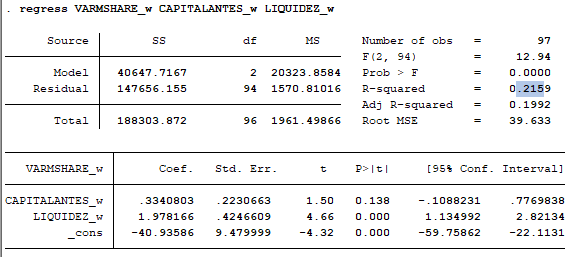 . regress VARMSHARE_w CAPITALANTES_w LIQUIDEZ_w
Source SS df MS Number of obs = 97
F(2, 94) = 12.94
Model 40647.7167 2 20323.8584 Prob > F = 0.0000
Residual 147656.155 94 1570.81016 R-squared = 0.2159
Adj R-squared = 0.1992
Total 188303.872 96 1961.49866 Root MSE = 39.633
VARMSHARE_w Coef. Std. Err. t P>|t| [95% Conf. Interval]
CAPITALANTES_w .3340803 .2230663 1.50 0.138 -.1088231 .7769838
LIQUIDEZ_w 1.978166 .4246609 4.66 0.000 1.134992 2.82134
_cons -40.93586 9.479999 -4.32 0.000 -59.75862 -22.1131